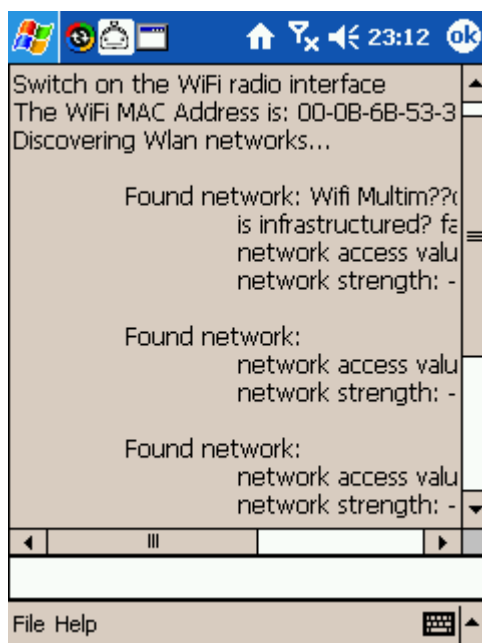 23:12 ok
Switch on the WiFi radio interface
The WiFi MAC Address is: 00-0B-6B-53-3
Discovering Wlan networks...
Found network: Wifi Multim??
is infrastructured? fa
network access valu
network strength: -
Found network:
network access valu
network strength: -
Found network:
network access valu
network strength: -
File Help